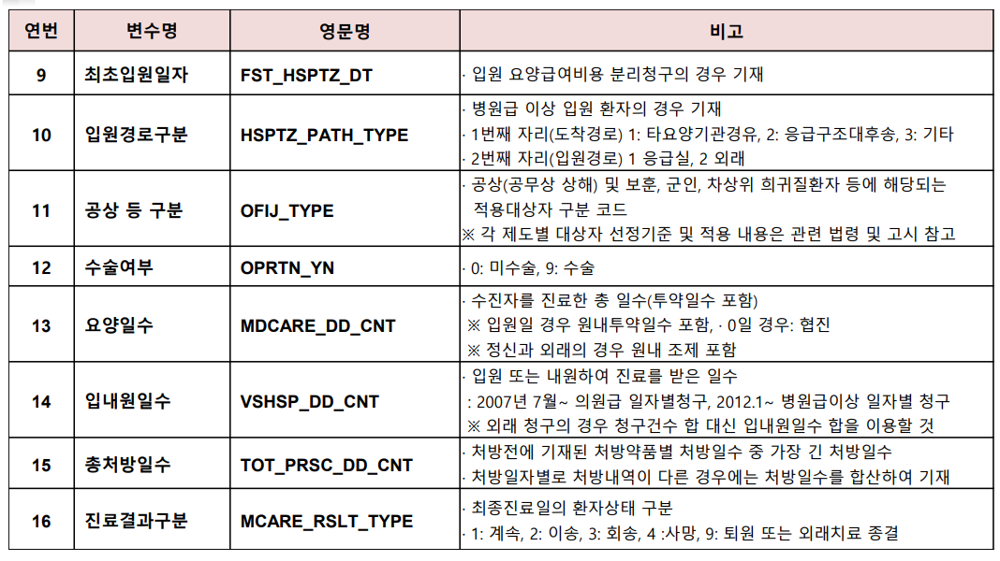 연번 변수명 영문명 비고
9 최초입원일자 FST_HSPTZ_DT · 입원 요양급여비용 분리청구의 경우 기재
10 입원경로구분 HSPTZ_PATH_TYPE
· 병원급 이상 입원 환자의 경우 기재
· 1번째 자리(도착경로) 1: 타요양기관경유, 2: 응급구조대후송, 3: 기타
· 2번째 자리(입원경로) 1 응급실, 2 외래
11 공상 등 구분 OFIJ_TYPE
· 공상(공무상 상해) 및 보훈, 군인, 차상위 희귀질환자 등에 해당되는
적용대상자 구분 코드
※ 각 제도별 대상자 선정기준 및 적용 내용은 관련 법령 및 고시 참고
12 수술여부 OPRTN_YN · 0: 미수술, 9: 수술
13 요양일수 MDCARE_DD_CNT
· 수진자를 진료한 총 일수(투약일수 포함)
※ 입원일 경우 원내투약일수 포함, · 0일 경우: 협진
※ 정신과 외래의 경우 원내 조제 포함
14 입내원일수 VSHSP_DD_CNT
· 입원 또는 내원하여 진료를 받은 일수
: 2007년 7월~ 의원급 일자별청구, 2012.1~ 병원급이상 일자별 청구
※ 외래 청구의 경우 청구건수 합 대신 입내원일수 합을 이용할 것
15 총처방일수 TOT_PRSC_DD_CNT
· 처방전에 기재된 처방약품별 처방일수 중 가장 긴 처방일수
· 처방일자별로 처방내역이 다른 경우에는 처방일수를 합산하여 기재
16 진료결과구분 MCARE_RSLT_TYPE
· 최종진료일의 환자상태 구분
· 1: 계속, 2: 이송, 3: 회송, 4 :사망, 9: 퇴원 또는 외래치료 종결